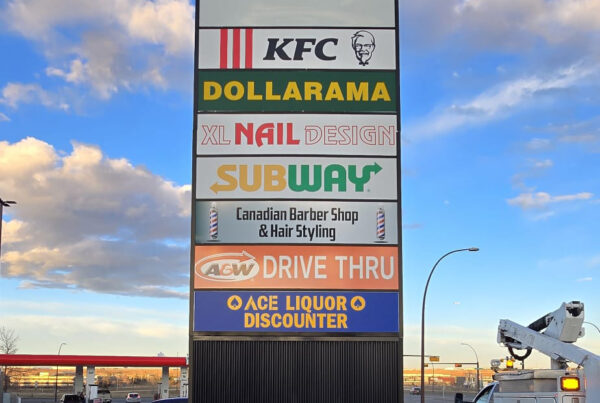 KFC
DOLLARAMA
XL NAIL DESIGN
SUBWAY
Canadian Barber Shop
& Hair Styling
A&W DRIVE THRU
ACE LIQUOR
DISCOUNTER